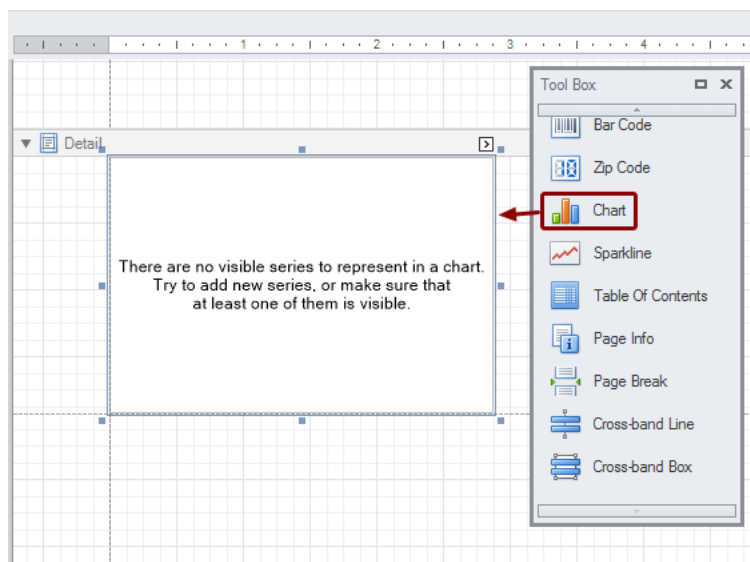 1 2 3 4
Tool Box
Bar Code
Detail
Zip Code
Chart
Sparkline
There are no visible series to represent in a chart.
Try to add new series, or make sure that
at least one of them is visible.
Table Of Contents
Page Info
Page Break
Cross-band Line
Cross-band Box